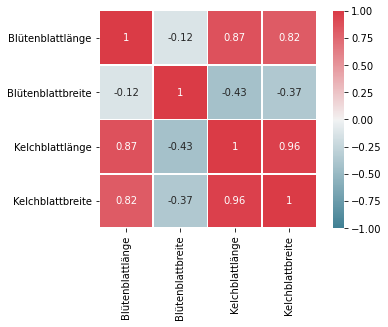 Blütenblattlänge 1 -0.12 0.87 0.82
Blütenblattbreite -0.12 1 -0.43 -0.37
Kelchblattlänge 0.87 -0.43 1 0.96
Kelchblattbreite 0.82 -0.37 0.96 1
Blütenblattlänge
Blütenblattbreite
Kelchblattlänge
Kelchblattbreite
1.00
0.75
0.50
0.25
0.00
−0.25
−0.50
−0.75
−1.00